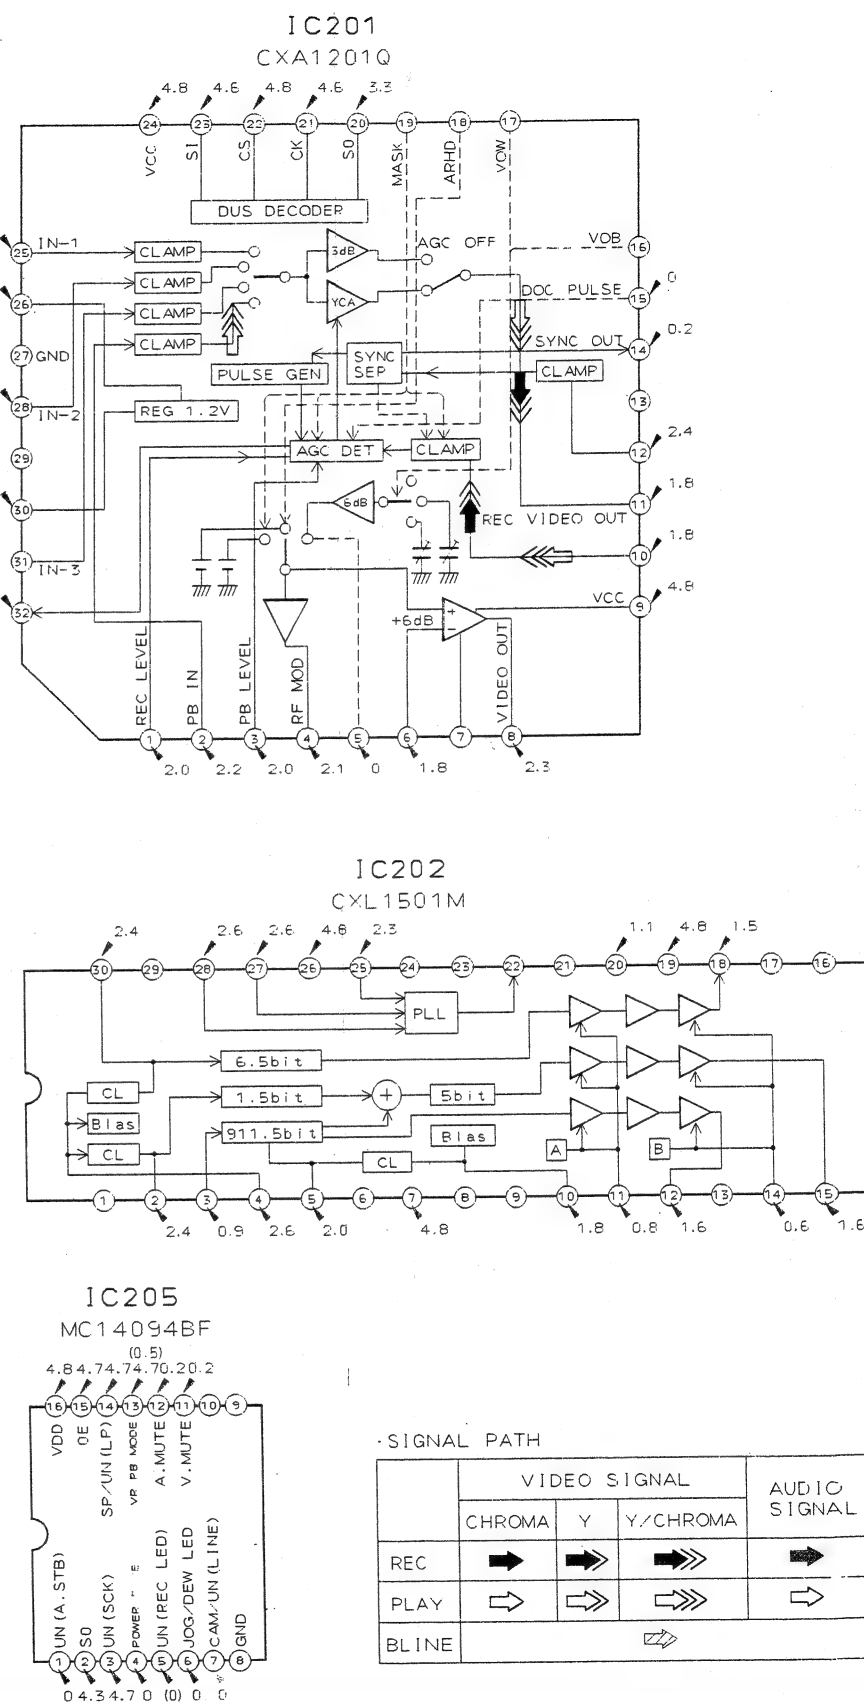 IC201
CXA1201Q
4.8 4.6 4.8 4.6 3.3
24 23 22 21 20 19 18 17
VCC SI CS CK SO MASK ARHD VOW
DUS DECODER
25 IN-1 CLAMP 3dB AGC OFF VOB 16
CLAMP
26 CLAMP YCA DOC PULSE 15 0
CLAMP SYNC OUT 14 0.2
27 GND PULSE GEN SYNC SEP CLAMP
28 IN-2 REG 1.2V 13
29 AGC DET CLAMP 12 2.4
30 6dB REC VIDEO OUT 11 1.8
31 IN-3 10 1.8
32 +6dB + - VCC 9 4.8
REC LEVEL PB IN PB LEVEL RF MOD VIDEO OUT
1 2 3 4 5 6 7 8
2.0 2.2 2.0 2.1 0 1.8 2.3
IC202
CXL1501M
2.4 2.6 2.6 4.8 2.3 1.1 4.8 1.5
30 29 28 27 26 25 24 23 22 21 20 19 18 17 16
PLL
6.5bit
CL 1.5bit + 5bit
Bias 911.5bit Bias
CL CL A B
1 2 3 4 5 6 7 8 9 10 11 12 13 14 15
2.4 0.9 2.6 2.0 4.8 1.8 0.8 1.6 0.6 1.6
IC205
MC14094BF
(0.5)
4.8 4.7 4.7 4.7 0.2 0.2
16 15 14 13 12 11 10 9
VDD OE SP/UN(LP) VR PB MODE A.MUTE V.MUTE
UN(A.STB) SO UN(SCK) POWER UN(REC LED) JOG/DEW LED CAM/UN(LINE) GND
1 2 3 4 5 6 7 8
0 4.3 4.7 0 (0) 0 0
·SIGNAL PATH
VIDEO SIGNAL AUDIO SIGNAL
CHROMA Y Y/CHROMA
REC
PLAY
BLINE